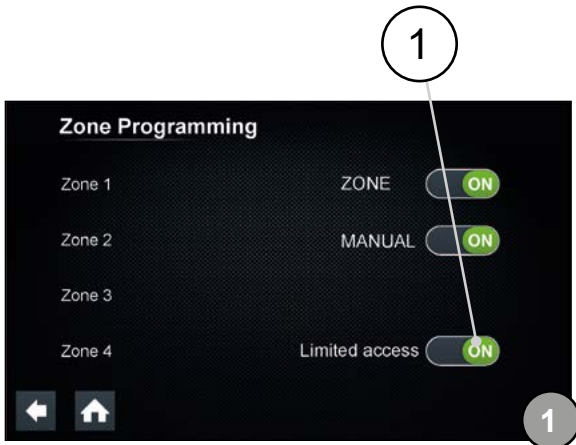 1
Zone Programming
Zone 1 ZONE ON
Zone 2 MANUAL ON
Zone 3
Zone 4 Limited access ON
1